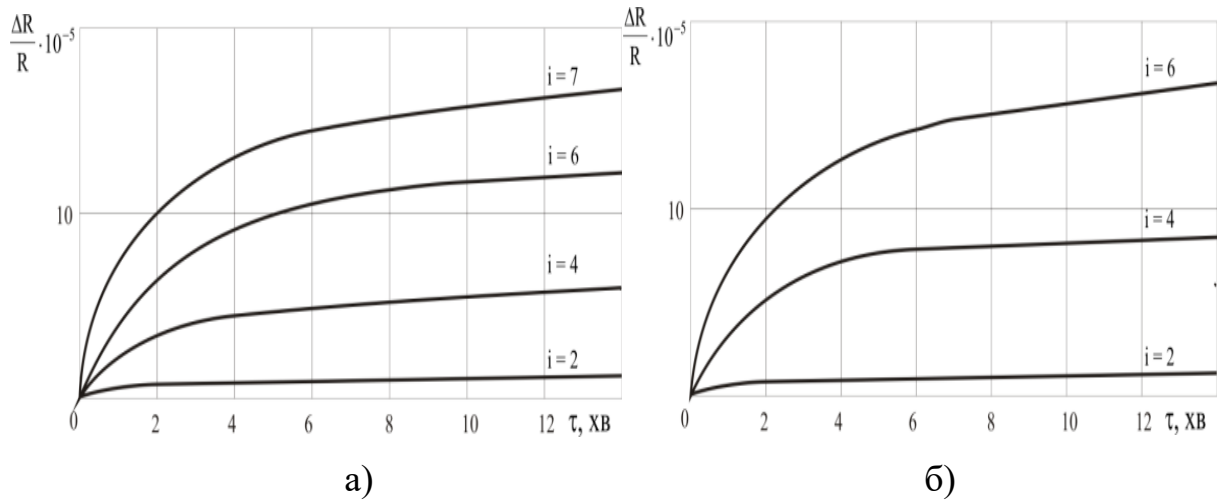 ΔR/R ·10⁻⁵
i = 7
i = 6
10
i = 4
i = 2
0 2 4 6 8 10 12 τ, хв
а)
ΔR/R ·10⁻⁵
i = 6
10
i = 4
i = 2
0 2 4 6 8 10 12 τ, хв
б)